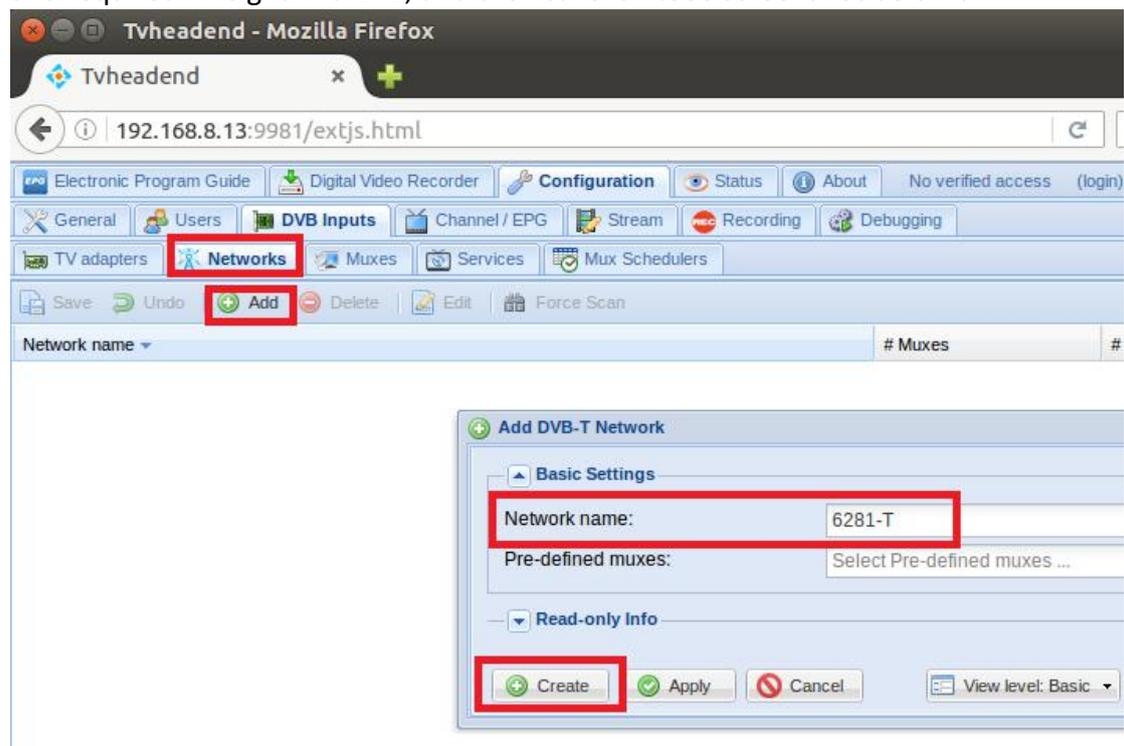 Tvheadend - Mozilla Firefox
Tvheadend
192.168.8.13:9981/extjs.html
EPG Electronic Program Guide Digital Video Recorder Configuration Status About No verified access (login)
General Users DVB Inputs Channel / EPG Stream REC Recording Debugging
TV adapters Networks Muxes Services Mux Schedulers
Save Undo Add Delete Edit Force Scan
Network name # Muxes #
Add DVB-T Network
Basic Settings
Network name: 6281-T
Pre-defined muxes: Select Pre-defined muxes ...
Read-only Info
Create Apply Cancel View level: Basic